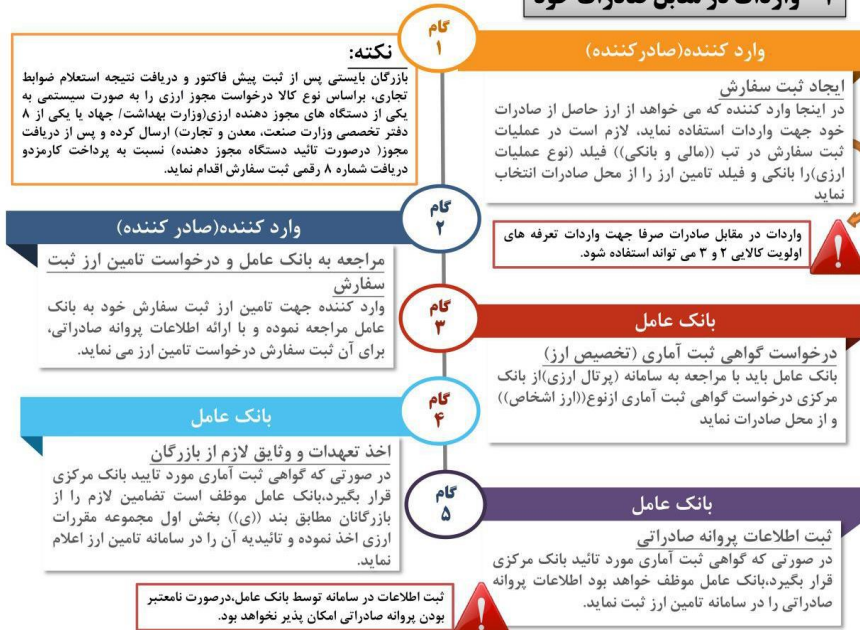 واردات در مقابل صادرات خود
گام
۱
وارد کننده(صادرکننده)
ایجاد ثبت سفارش
در اینجا وارد کننده که می خواهد از ارز حاصل از صادرات
خود جهت واردات استفاده نماید، لازم است در عملیات
ثبت سفارش در تب ((مالی و بانکی)) فیلد (نوع عملیات
ارزی)را بانکی و فیلد تامین ارز را از محل صادرات انتخاب
نماید
نکته:
بازرگان بایستی پس از ثبت پیش فاکتور و دریافت نتیجه استعلام ضوابط
تجاری، براساس نوع کالا درخواست مجوز ارزی را به صورت سیستمی به
یکی از دستگاه های مجوز دهنده ارزی(وزارت بهداشت/ جهاد یا یکی از ۸
دفتر تخصصی وزارت صنعت، معدن و تجارت) ارسال کرده و پس از دریافت
مجوز( درصورت تائید دستگاه مجوز دهنده) نسبت به پرداخت کارمزدو
دریافت شماره ۸ رقمی ثبت سفارش اقدام نماید.
واردات در مقابل صادرات صرفا جهت واردات تعرفه های
اولویت کالایی ۲ و ۳ می تواند استفاده شود.
گام
۲
وارد کننده(صادر کننده)
مراجعه به بانک عامل و درخواست تامین ارز ثبت
سفارش
وارد کننده جهت تامین ارز ثبت سفارش خود به بانک
عامل مراجعه نموده و با ارائه اطلاعات پروانه صادراتی،
برای آن ثبت سفارش درخواست تامین ارز می نماید.
گام
۳
بانک عامل
درخواست گواهی ثبت آماری (تخصیص ارز)
بانک عامل باید با مراجعه به سامانه (پرتال ارزی)از بانک
مرکزی درخواست گواهی ثبت آماری ازنوع((ارز اشخاص))
و از محل صادرات نماید
گام
۴
بانک عامل
اخذ تعهدات و وثایق لازم از بازرگان
در صورتی که گواهی ثبت آماری مورد تایید بانک مرکزی
قرار بگیرد،بانک عامل موظف است تضامین لازم را از
بازرگانان مطابق بند ((ی)) بخش اول مجموعه مقررات
ارزی اخذ نموده و تائیدیه آن را در سامانه تامین ارز اعلام
نماید.
گام
۵
بانک عامل
ثبت اطلاعات پروانه صادراتی
در صورتی که گواهی ثبت آماری مورد تائید بانک مرکزی
قرار بگیرد،بانک عامل موظف خواهد بود اطلاعات پروانه
صادراتی را در سامانه تامین ارز ثبت نماید.
ثبت اطلاعات در سامانه توسط بانک عامل،درصورت نامعتبر
بودن پروانه صادراتی امکان پذیر نخواهد بود.